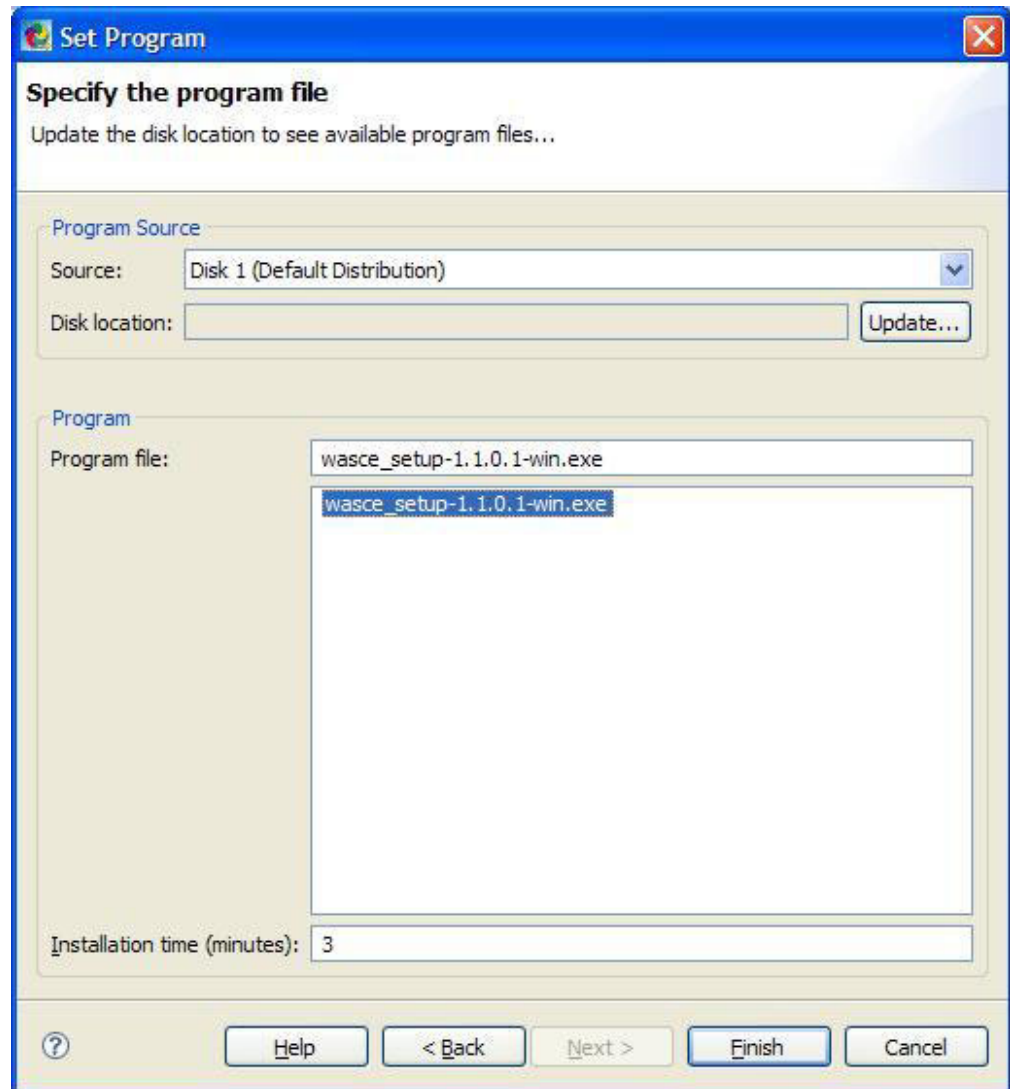 Set Program
Specify the program file
Update the disk location to see available program files...
Program Source
Source: Disk 1 (Default Distribution)
Disk location: Update...
Program
Program file: wasce_setup-1.1.0.1-win.exe
wasce_setup-1.1.0.1-win.exe
Installation time (minutes): 3
? Help < Back Next > Finish Cancel